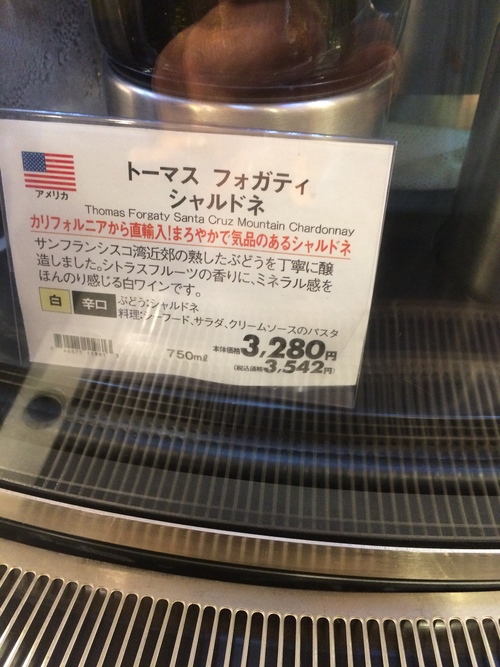 アメリカ
トーマス フォガティ
シャルドネ
Thomas Forgaty Santa Cruz Mountain Chardonnay
カリフォルニアから直輸入!まろやかで気品のあるシャルドネ
サンフランシスコ湾近郊の熟したぶどうを丁寧に醸
造しました。シトラスフルーツの香りに、ミネラル感を
ほんのり感じる白ワインです。
白 辛口
ぶどう:シャルドネ
料理:シーフード、サラダ、クリームソースのパスタ
750mℓ
本体価格 3,280円
(税込価格 3,542円)